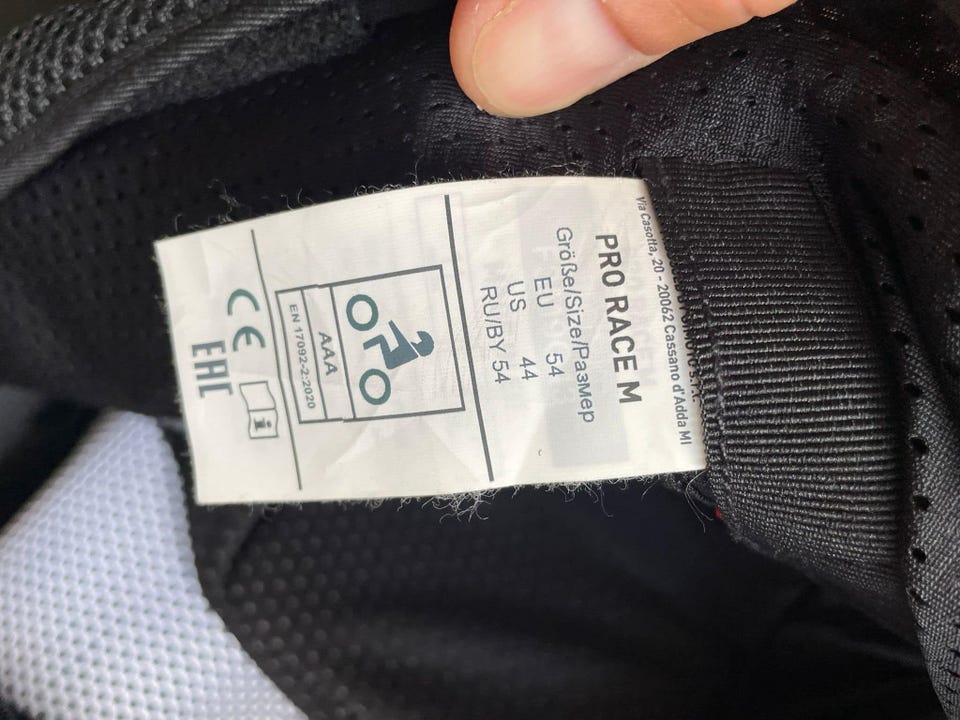 Via Casotta, 20 - 20062 Cassano d'Adda MI
PRO RACE M
Größe/Size/Размер
EU 54
US 44
RU/BY 54
AAA
EN 17092-2:2020
CE
i
EAC